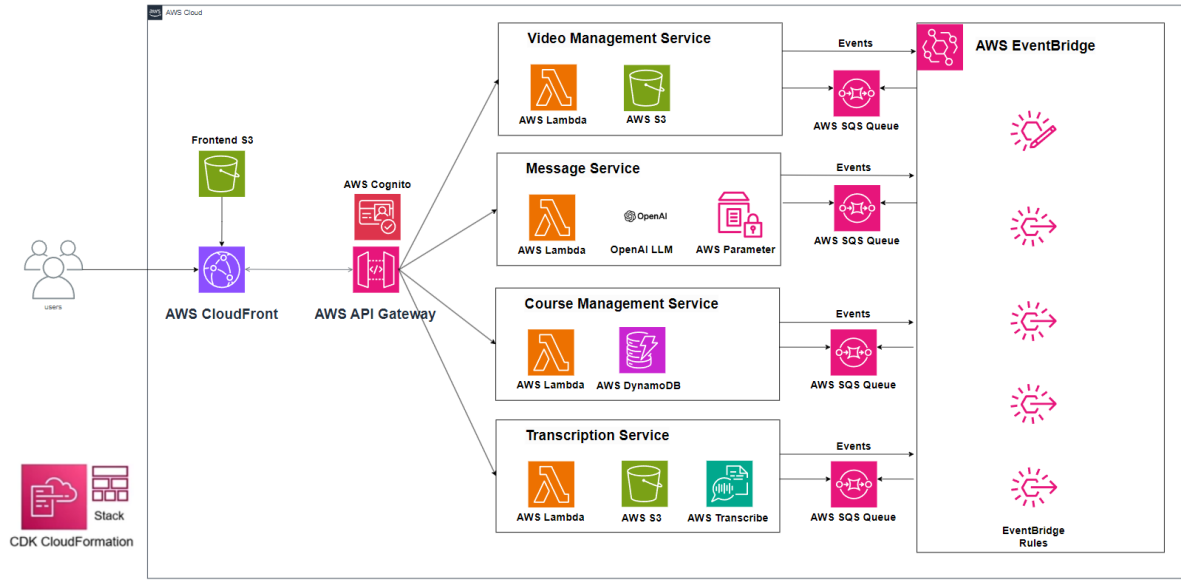 aws
AWS Cloud
Video Management Service
AWS Lambda
AWS S3
Events
AWS SQS Queue
AWS EventBridge
Frontend S3
AWS Cognito
Message Service
AWS Lambda
OpenAI
OpenAI LLM
AWS Parameter
Events
AWS SQS Queue
users
AWS CloudFront
AWS API Gateway
Course Management Service
AWS Lambda
AWS DynamoDB
Events
AWS SQS Queue
Transcription Service
AWS Lambda
AWS S3
AWS Transcribe
Events
AWS SQS Queue
EventBridge
Rules
Stack
CDK CloudFormation